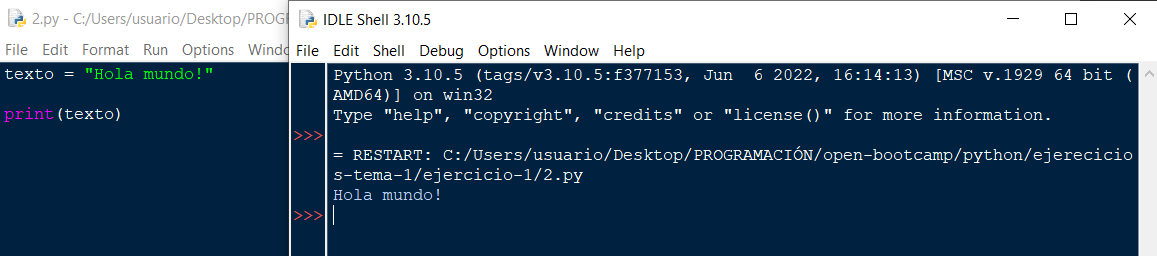 2.py - C:/Users/usuario/Desktop/PROG
File Edit Format Run Options Windo
texto = "Hola mundo!"
print(texto)
IDLE Shell 3.10.5
File Edit Shell Debug Options Window Help
Python 3.10.5 (tags/v3.10.5:f377153, Jun  6 2022, 16:14:13) [MSC v.1929 64 bit (
AMD64)] on win32
Type "help", "copyright", "credits" or "license()" for more information.
>>>
= RESTART: C:/Users/usuario/Desktop/PROGRAMACIÓN/open-bootcamp/python/ejerecicio
s-tema-1/ejercicio-1/2.py
Hola mundo!
>>>